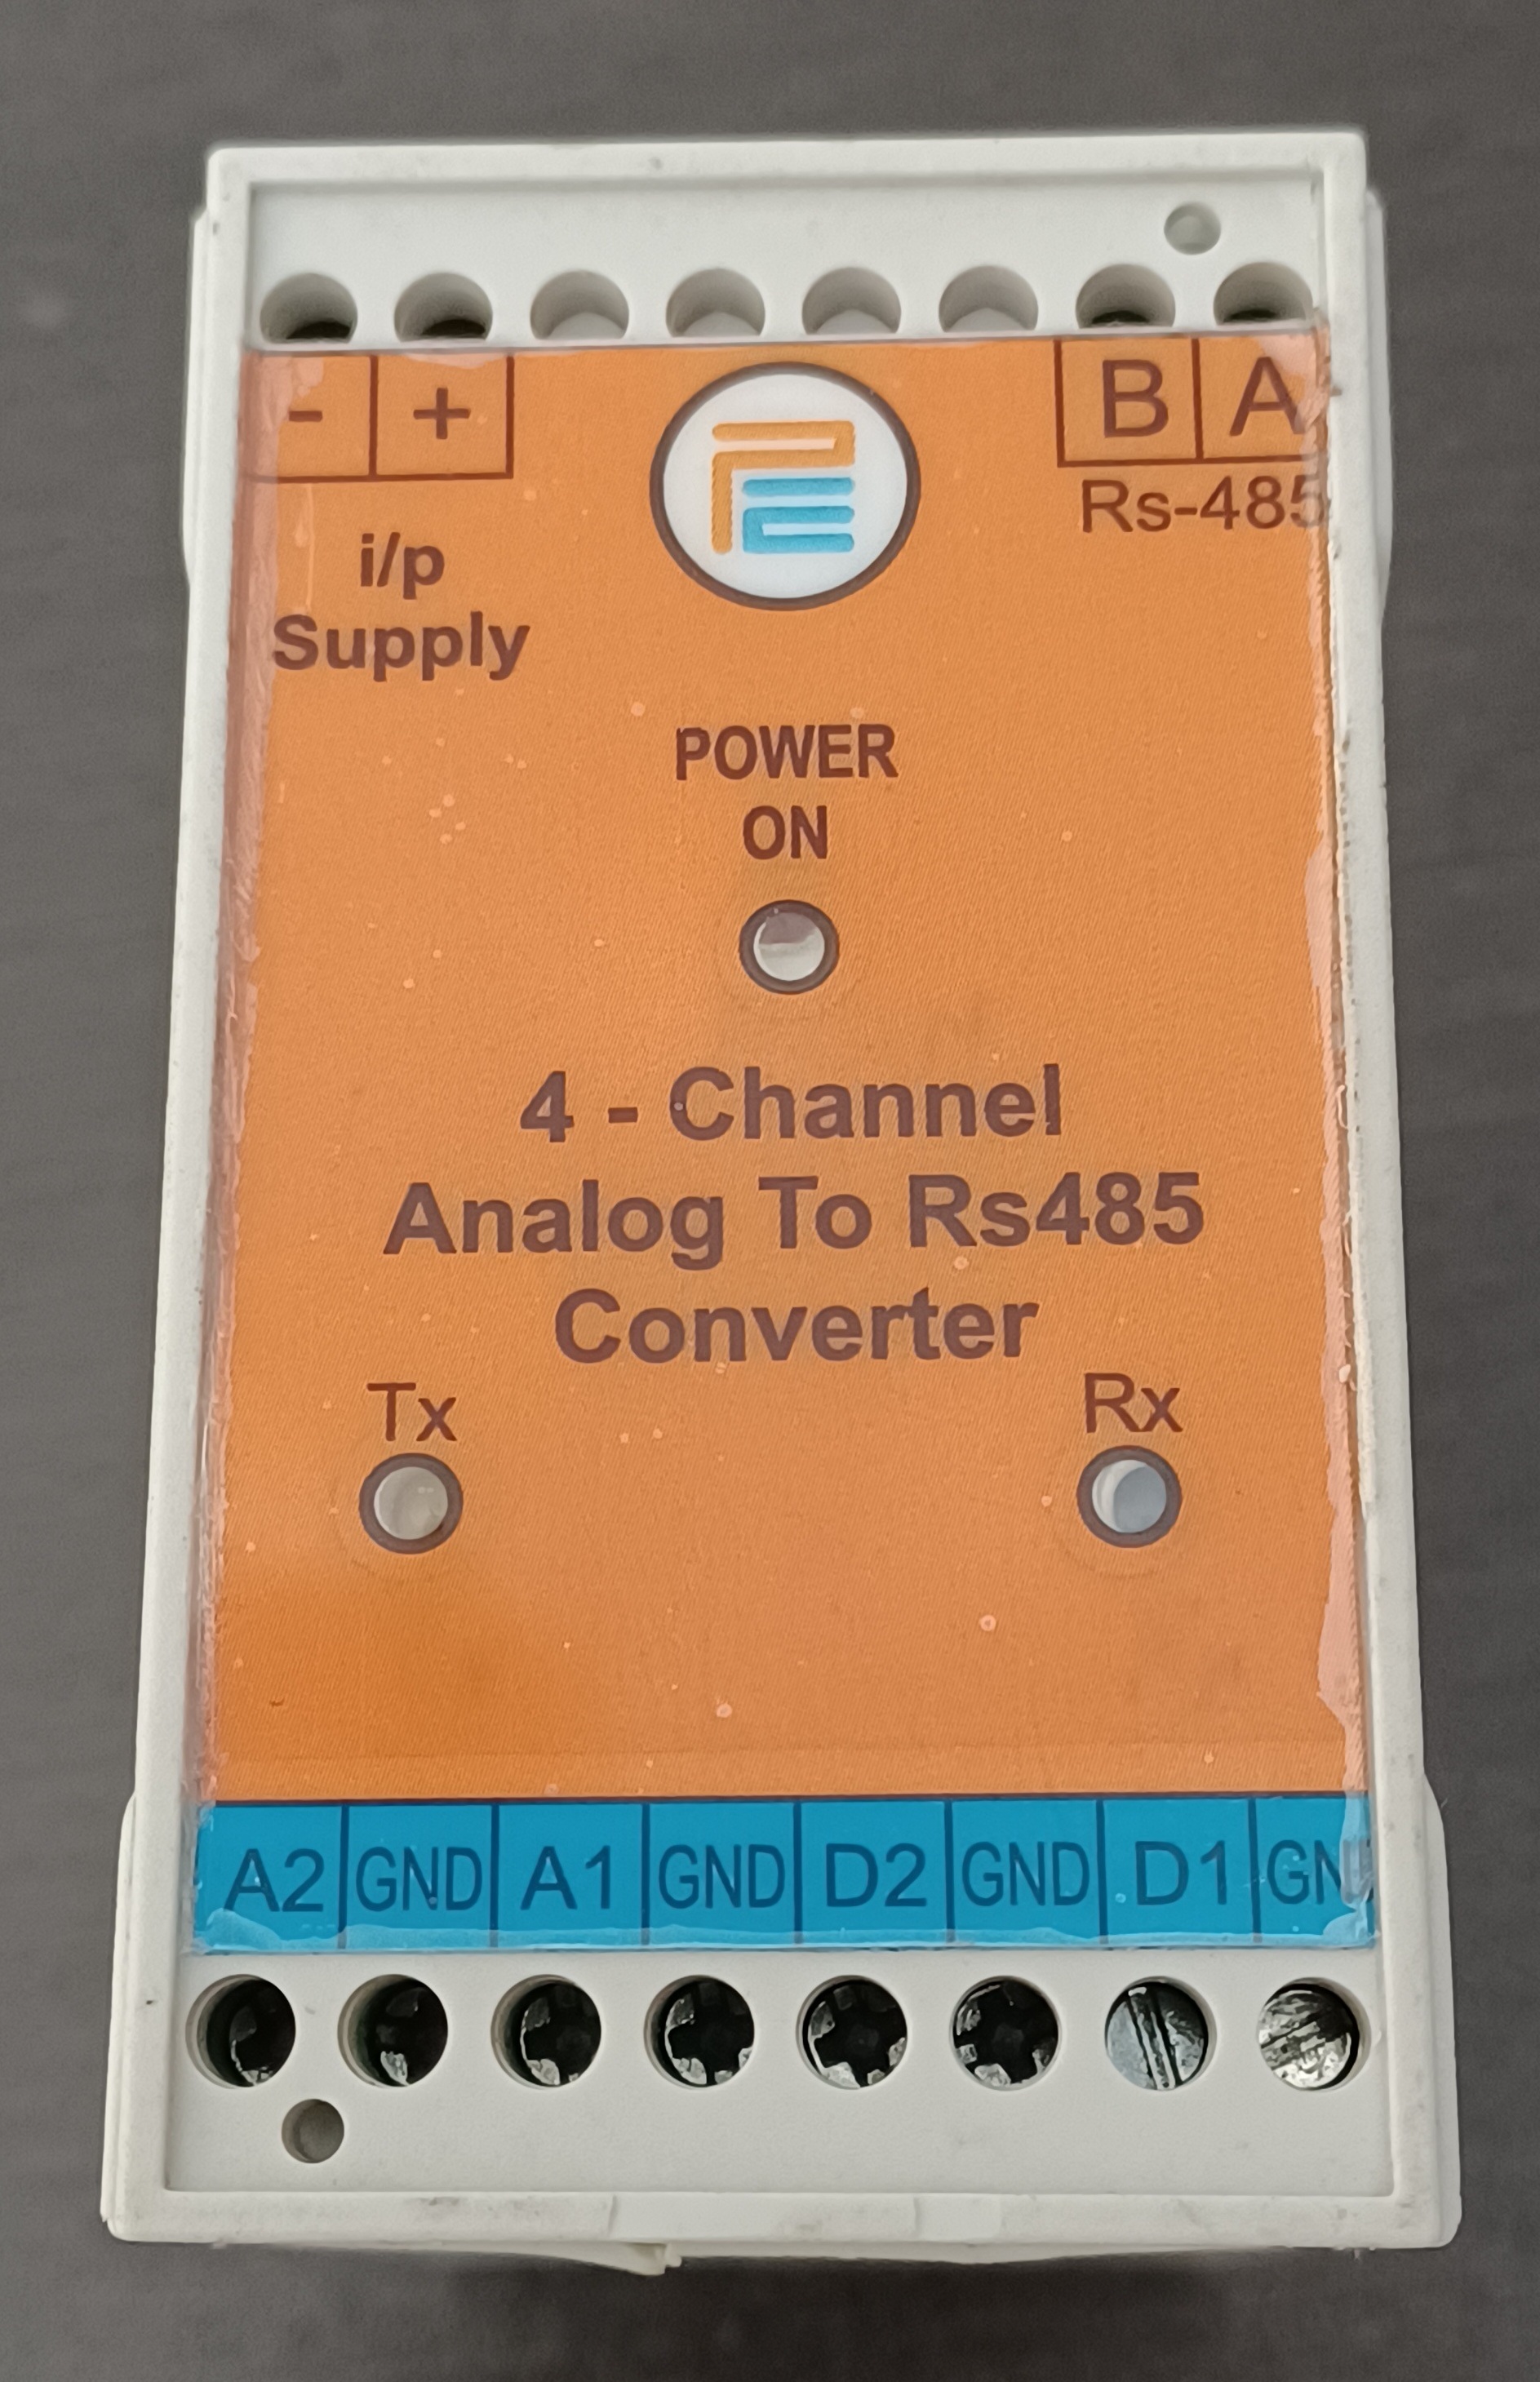 - + B A
Rs-485
i/p
Supply
POWER
ON
4 - Channel
Analog To Rs485
Converter
Tx Rx
A2 GND A1 GND D2 GND D1 GN